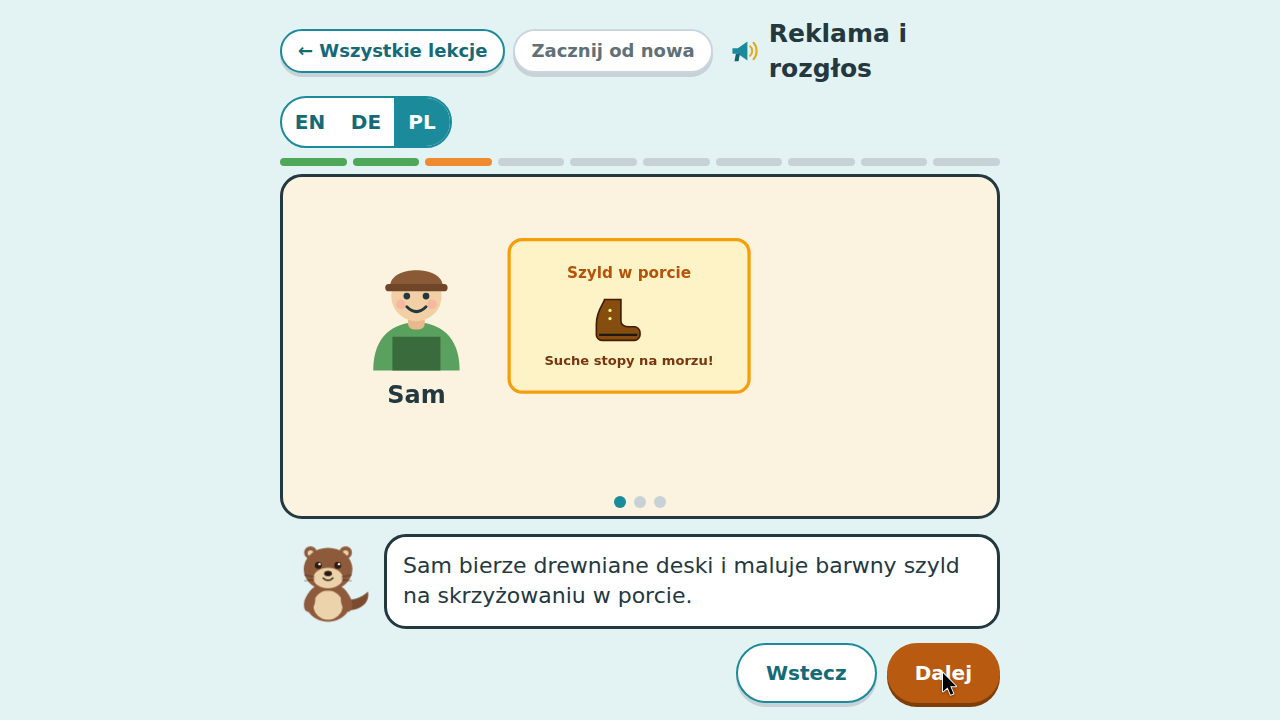 ← Wszystkie lekcje
Zacznij od nowa
Reklama i
rozgłos
EN DE PL
Szyld w porcie
Suche stopy na morzu!
Sam
Sam bierze drewniane deski i maluje barwny szyld
na skrzyżowaniu w porcie.
Wstecz
Dalej